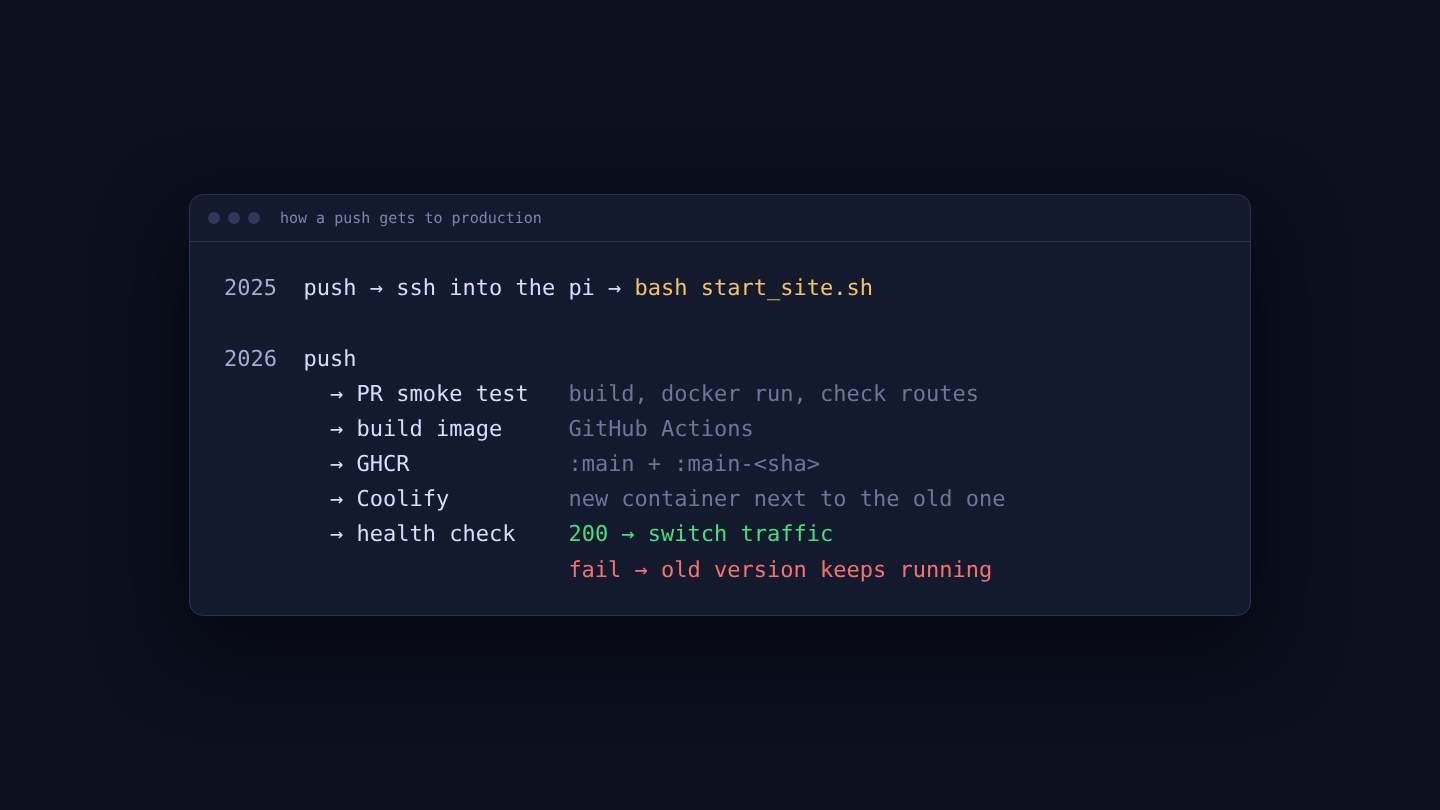 how a push gets to production
2025  push → ssh into the pi → bash start_site.sh
2026  push
→ PR smoke test   build, docker run, check routes
→ build image     GitHub Actions
→ GHCR            :main + :main-<sha>
→ Coolify         new container next to the old one
→ health check    200 → switch traffic
fail → old version keeps running